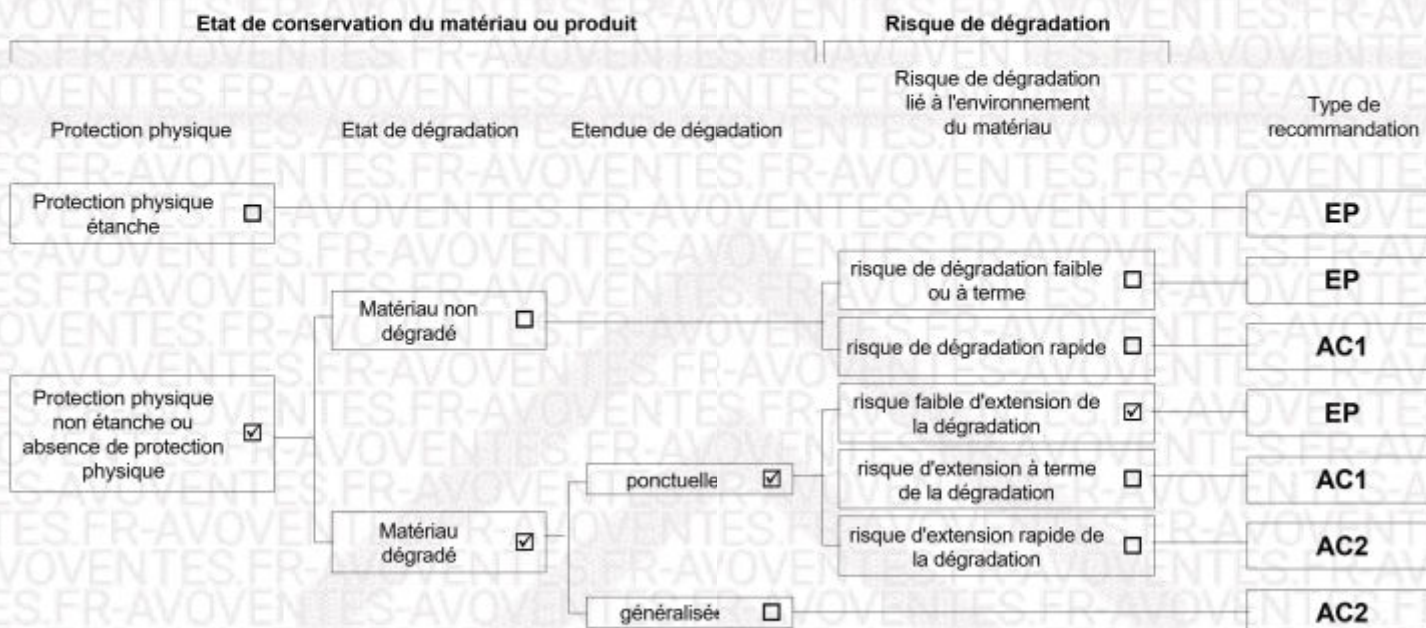 Etat de conservation du matériau ou produit
Risque de dégradation
Protection physique
Etat de dégradation
Etendue de dégadation
Risque de dégradation
lié à l'environnement
du matériau
Type de
recommandation
Protection physique
étanche
EP
risque de dégradation faible
ou à terme
EP
Matériau non
dégradé
risque de dégradation rapide
AC1
Protection physique
non étanche ou
absence de protection
physique
risque faible d'extension de
la dégradation
EP
ponctuelle
risque d'extension à terme
de la dégradation
AC1
Matériau
dégradé
risque d'extension rapide de
la dégradation
AC2
généralisée
AC2
AVOVENTES.FR